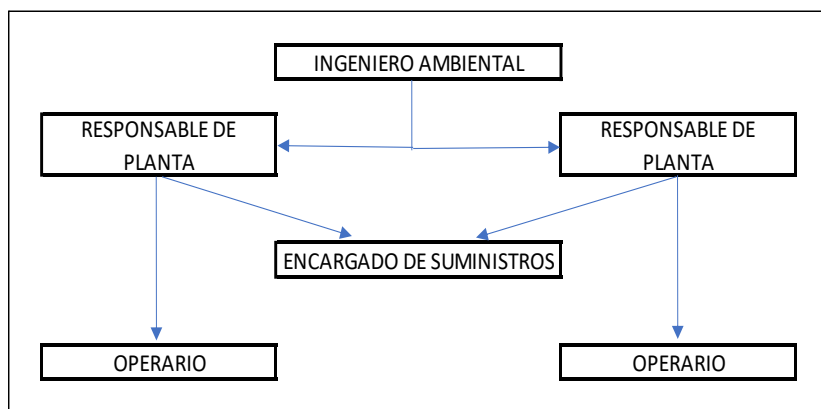 INGENIERO AMBIENTAL
RESPONSABLE DE
PLANTA
RESPONSABLE DE
PLANTA
ENCARGADO DE SUMINISTROS
OPERARIO
OPERARIO